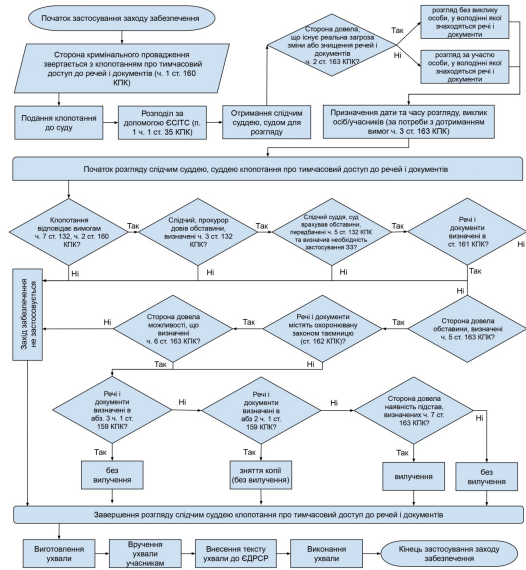 Початок застосування заходу
забезпечення
Сторона кримінального провадження
звертається з клопотанням про тимчасовий
доступ до речей і документів (ч. 1 ст. 160
КПК)
Сторона довела,
що існує реальна загроза
зміни або знищення речей і
документів
ч. 2 ст. 163 КПК?
Так
Ні
розгляд без виклику
особи, у володінні якої
знаходяться речі і
документи
розгляд за участю
особи, у володінні якої
знаходяться речі і
документи
Подання клопотання
до суду
Розподіл за
допомогою ЄСІТС (п.
1 ч. 1 ст. 35 КПК)
Отримання слідчим
суддею, судом для
розгляду
Призначення дати та часу розгляду, виклик
осіб/учасників (за потреби з дотриманням
вимог ч. 3 ст. 163 КПК)
Початок розгляду слідчим суддею, суддею клопотання про тимчасовий доступ до речей і документів
Клопотання
відповідає вимогам
ч. 7 ст. 132, ч. 2 ст. 160
КПК?
Так
Слідчий, прокурор
довів обставини,
визначені ч. 3 ст. 132
КПК?
Так
Слідчий суддя, суд
врахував обставини,
передбачені ч. 5 ст. 132 КПК
та визначив необхідність
застосування ЗЗ?
Так
Речі і
документи
визначені в
ст. 161 КПК?
Ні
Ні
Ні
Ні
Так
Захід забезпечення
не застосовується
Сторона довела
можливості, що
визначені
ч. 6 ст. 163 КПК?
Так
Речі і документи
містять охоронювану
законом таємницю
(ст. 162 КПК)?
Так
Сторона довела
обставини, визначені
ч. 5 ст. 163 КПК?
Ні
Ні
Так
Ні
Речі і
документи
визначені в
абз. 3 ч. 1 ст.
159 КПК?
Ні
Речі і
документи
визначені в
абз 2 ч. 1 ст.
159 КПК?
Ні
Сторона довела
наявність підстав,
визначених ч. 7 ст.
163 КПК?
Ні
Так
Так
Так
без
вилучення
зняття копії
(без вилучення)
вилучення
без
вилучення
Завершення розгляду слідчим суддею клопотання про тимчасовий доступ до речей і документів
Виготовлення
ухвали
Вручення
ухвали
учасникам
Внесення тексту
ухвали до ЄДРСР
Виконання
ухвали
Кінець застосування заходу
забезпечення